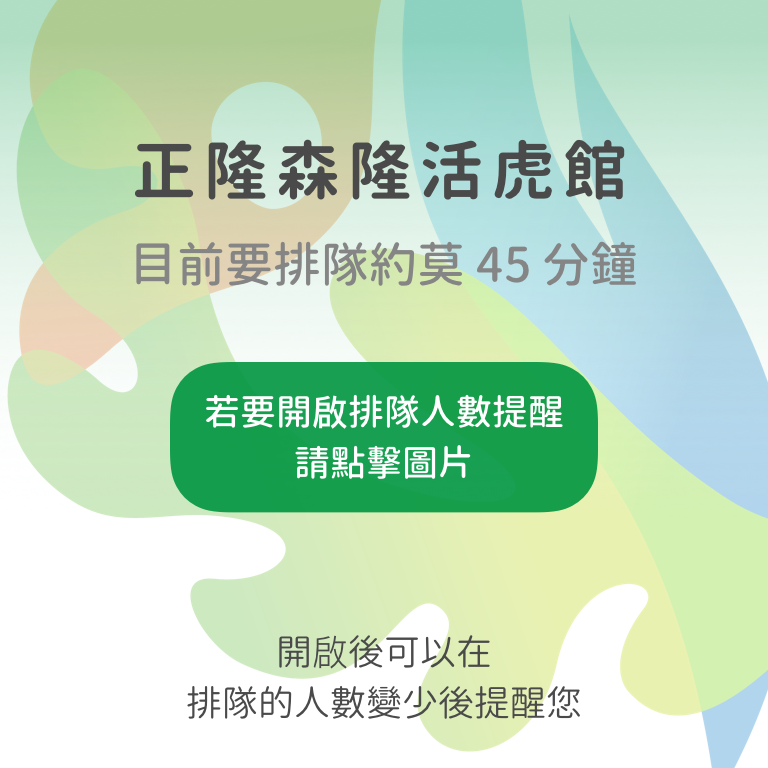 正隆森隆活虎館
目前要排隊約莫 45 分鐘
若要開啟排隊人數提醒
請點擊圖片
開啟後可以在
排隊的人數變少後提醒您